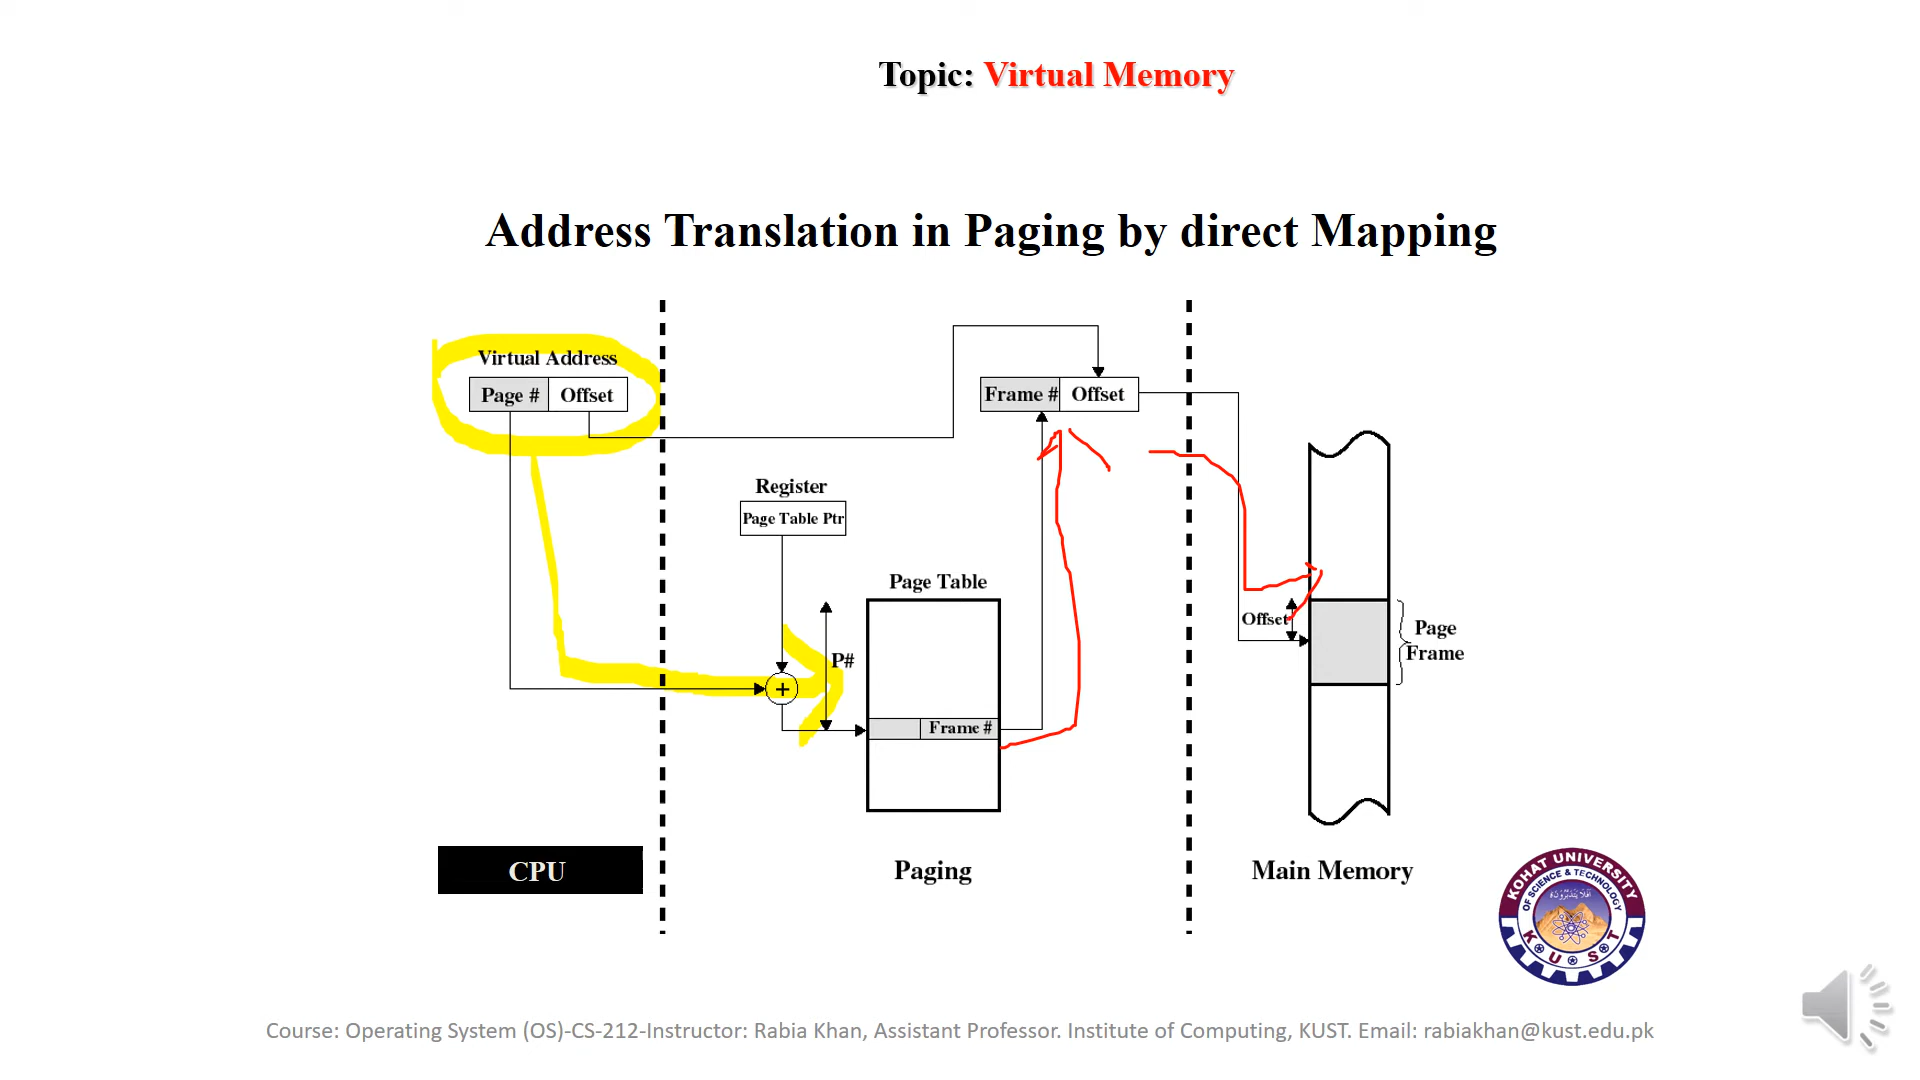 Topic: Virtual Memory
Address Translation in Paging by direct Mapping
Virtual Address
Page # Offset
Frame # Offset
Register
Page Table Ptr
Page Table
P#
+
Frame #
Offset
Page
Frame
CPU
Paging
Main Memory
KOHAT UNIVERSITY
OF SCIENCE & TECHNOLOGY
K U S T
Course: Operating System (OS)-CS-212-Instructor: Rabia Khan, Assistant Professor. Institute of Computing, KUST. Email: rabiakhan@kust.edu.pk